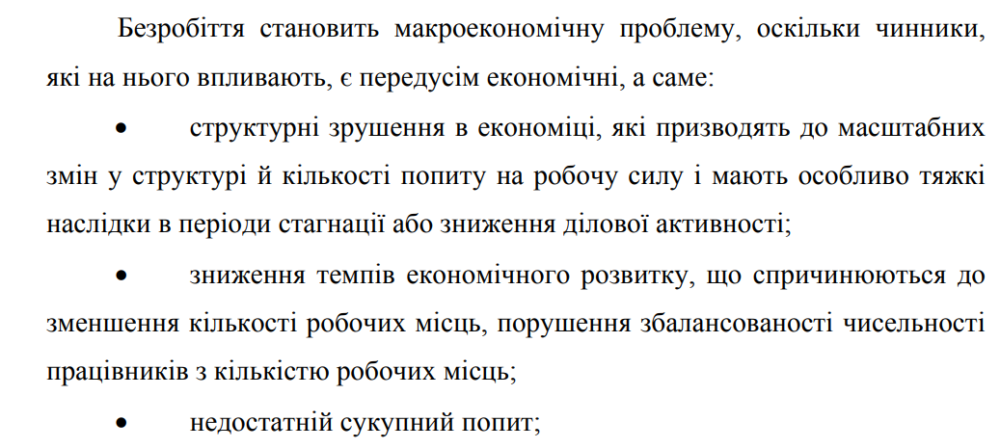 Безробіття становить макроекономічну проблему, оскільки чинники,
які на нього впливають, є передусім економічні, а саме:
• структурні зрушення в економіці, які призводять до масштабних
змін у структурі й кількості попиту на робочу силу і мають особливо тяжкі
наслідки в періоди стагнації або зниження ділової активності;
• зниження темпів економічного розвитку, що спричинюються до
зменшення кількості робочих місць, порушення збалансованості чисельності
працівників з кількістю робочих місць;
• недостатній сукупний попит;